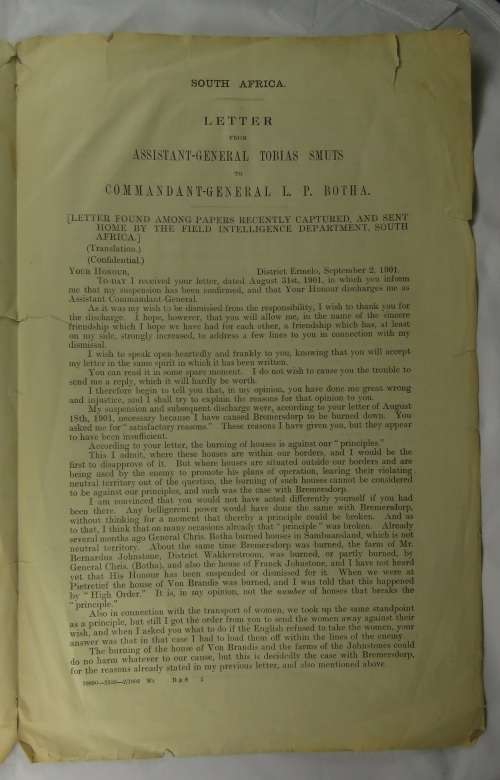 SOUTH AFRICA.
LETTER
FROM
ASSISTANT-GENERAL TOBIAS SMUTS
TO
COMMANDANT-GENERAL L. P. BOTHA.
[LETTER FOUND AMONG PAPERS RECENTLY CAPTURED, AND SENT
HOME BY THE FIELD INTELLIGENCE DEPARTMENT, SOUTH
AFRICA.]
(Translation.)
(Confidential.)
YOUR HONOUR, District Ermelo, September 2, 1901.
TO-DAY I received your letter, dated August 31st, 1901, in which you inform
me that my suspension has been confirmed, and that Your Honour discharges me as
Assistant Commandant-General.
As it was my wish to be dismissed from the responsibility, I wish to thank you for
the discharge. I hope, however, that you will allow me, in the name of the sincere
friendship which I hope we have had for each other, a friendship which has, at least
on my side, strongly increased, to address a few lines to you in connection with my
dismissal.
I wish to speak open-heartedly and frankly to you, knowing that you will accept
my letter in the same spirit in which it has been written.
You can read it in some spare moment. I do not wish to cause you the trouble to
send me a reply, which it will hardly be worth.
I therefore begin to tell you that, in my opinion, you have done me great wrong
and injustice, and I shall try to explain the reasons for that opinion to you.
My suspension and subsequent discharge were, according to your letter of August
18th, 1901, necessary because I have caused Bremersdorp to be burned down. You
asked me for "satisfactory reasons." These reasons I have given you, but they appear
to have been insufficient.
According to your letter, the burning of houses is against our "principles."
This I admit, where these houses are within our borders, and I would be the
first to disapprove of it. But where houses are situated outside our borders and are
being used by the enemy to promote his plans of operation, leaving their violating
neutral territory out of the question, the burning of such houses cannot be considered
to be against our principles, and such was the case with Bremersdorp.
I am convinced that you would not have acted differently yourself if you had
been there. Any belligerent power would have done the same with Bremersdorp,
without thinking for a moment that thereby a principle could be broken. And as
to that, I think that on many occasions already that "principle" was broken. Already
several months ago General Chris. Botha burned houses in Sambaansland, which is not
neutral territory. About the same time Bremersdorp was burned, the farm of Mr.
Bernardus Johnstone, District Wakkerstroom, was burned, or partly burned, by
General Chris. (Botha), and also the house of Franck Johnstone, and I have not heard
yet that His Honour has been suspended or dismissed for it. When we were at
Pietretief the house of Von Brandis was burned, and I was told that this happened
by "High Order." It is, in my opinion, not the number of houses that breaks the
"principle."
Also in connection with the transport of women, we took up the same standpoint
as a principle, but still I got the order from you to send the women away against their
wish, and when I asked you what to do if the English refused to take the women, your
answer was that in that case I had to load them off within the lines of the enemy.
The burning of the house of Von Brandis and the farms of the Johnstones could
do no harm whatever to our cause, but this is decidedly the case with Bremersdorp,
for the reasons already stated in my previous letter, and also mentioned above.